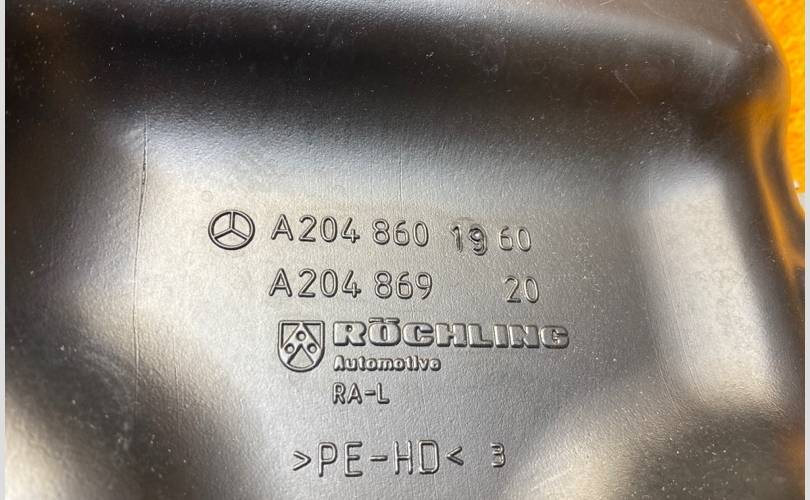 A204 860 19 60
A204 869 20
RÖCHLING
Automotive
RA-L
>PE-HD< 3